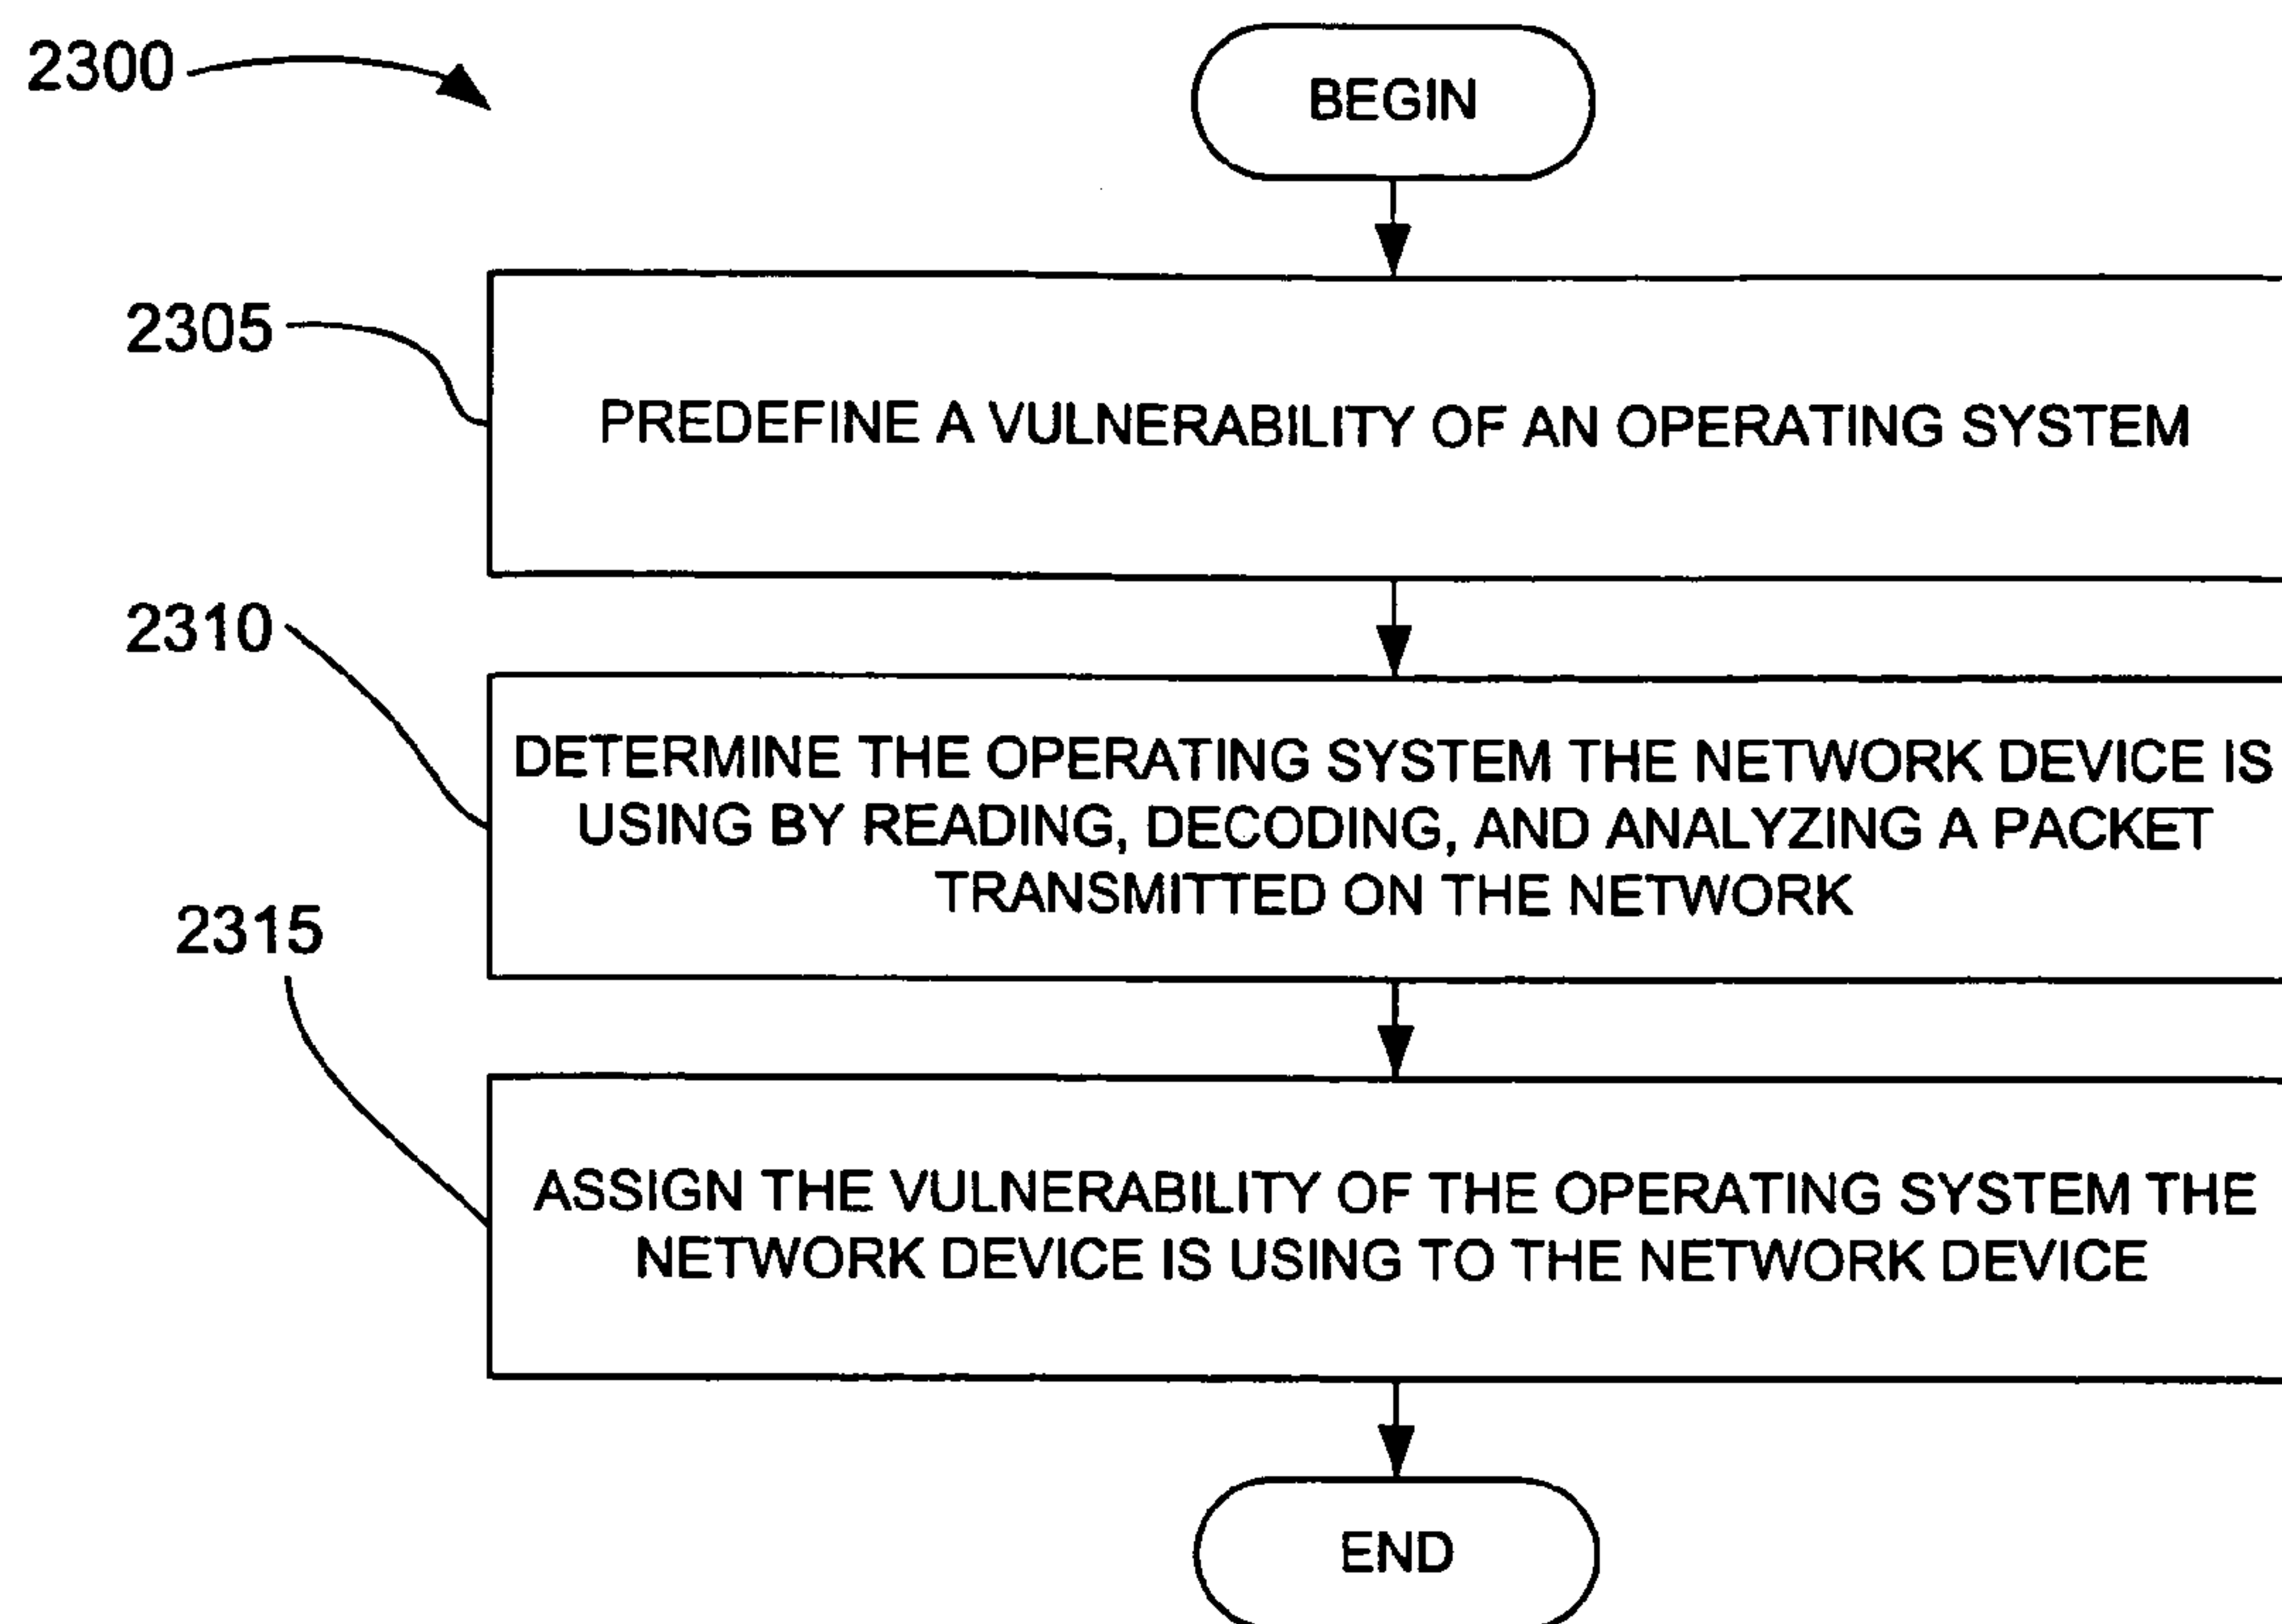 2300
BEGIN
2305
PREDEFINE A VULNERABILITY OF AN OPERATING SYSTEM
2310
DETERMINE THE OPERATING SYSTEM THE NETWORK DEVICE IS
USING BY READING, DECODING, AND ANALYZING A PACKET
TRANSMITTED ON THE NETWORK
2315
ASSIGN THE VULNERABILITY OF THE OPERATING SYSTEM THE
NETWORK DEVICE IS USING TO THE NETWORK DEVICE
END